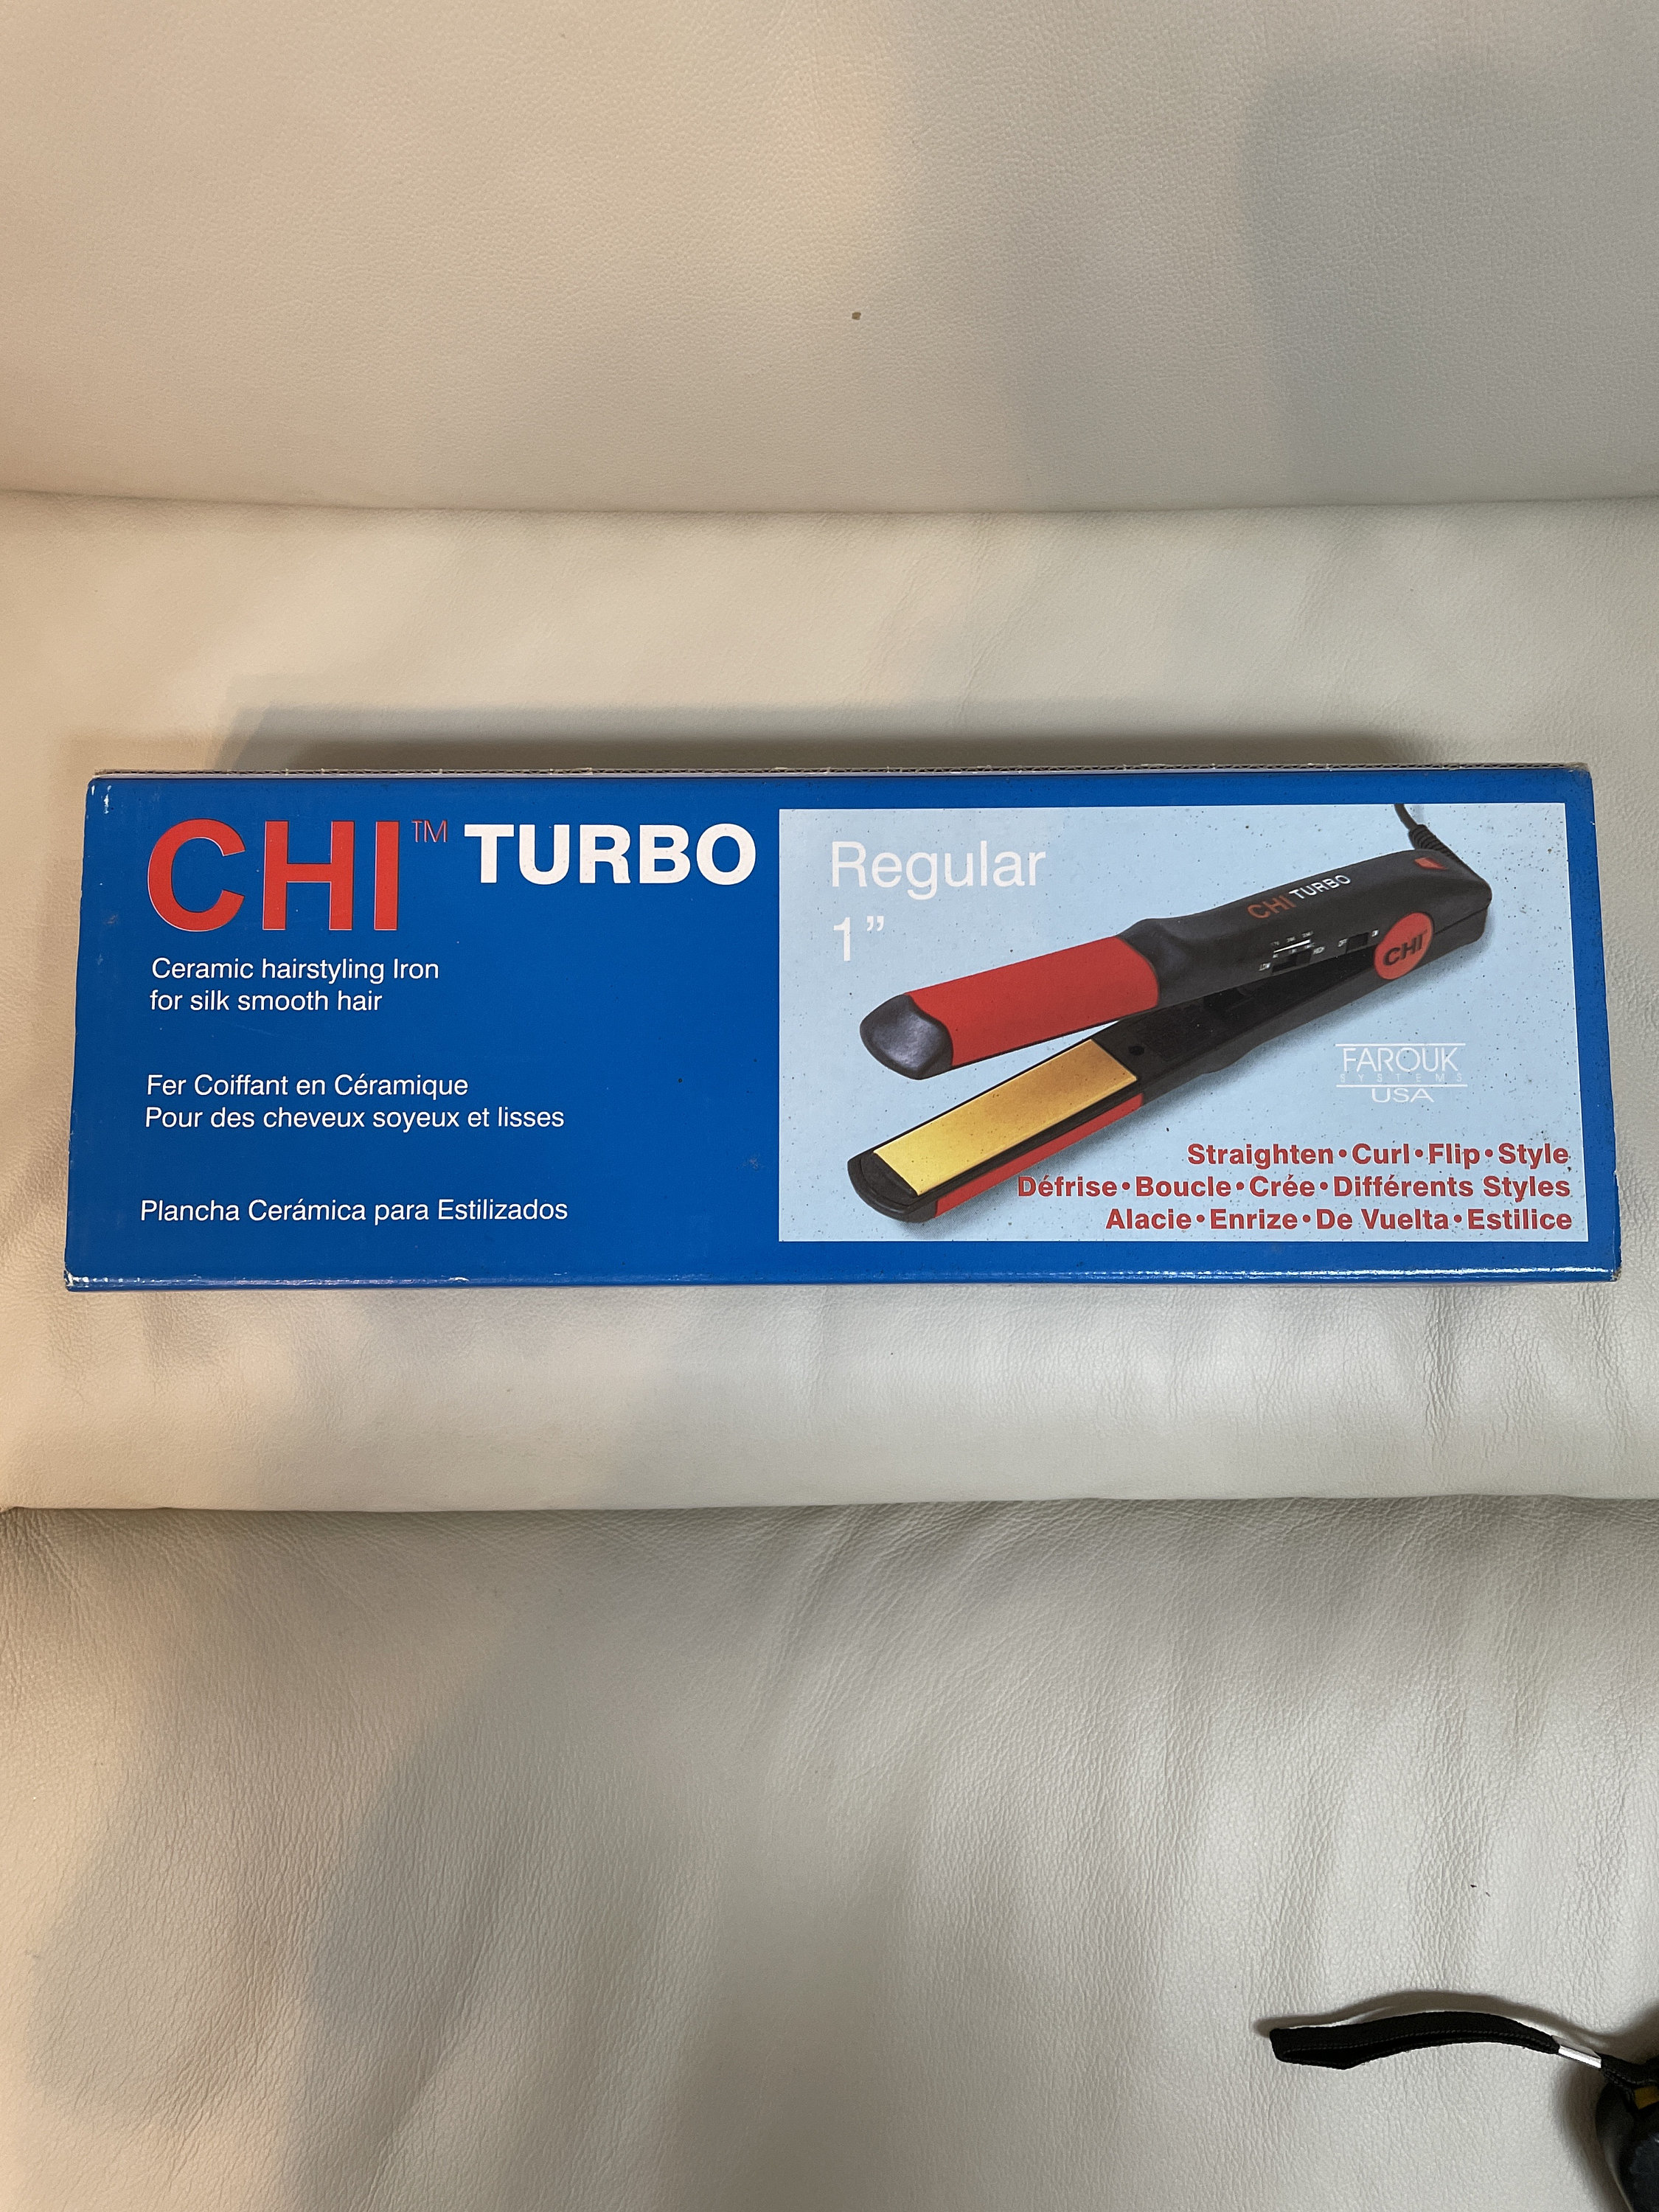 CHI™ TURBO
Ceramic hairstyling Iron
for silk smooth hair
Fer Coiffant en Céramique
Pour des cheveux soyeux et lisses
Plancha Cerámica para Estilizados
Regular
1”
CHI TURBO
CHI
FAROUK
SYSTEMS
USA
Straighten•Curl•Flip•Style
Défrise•Boucle•Crée•Différents Styles
Alacie•Enrize•De Vuelta•Estilice